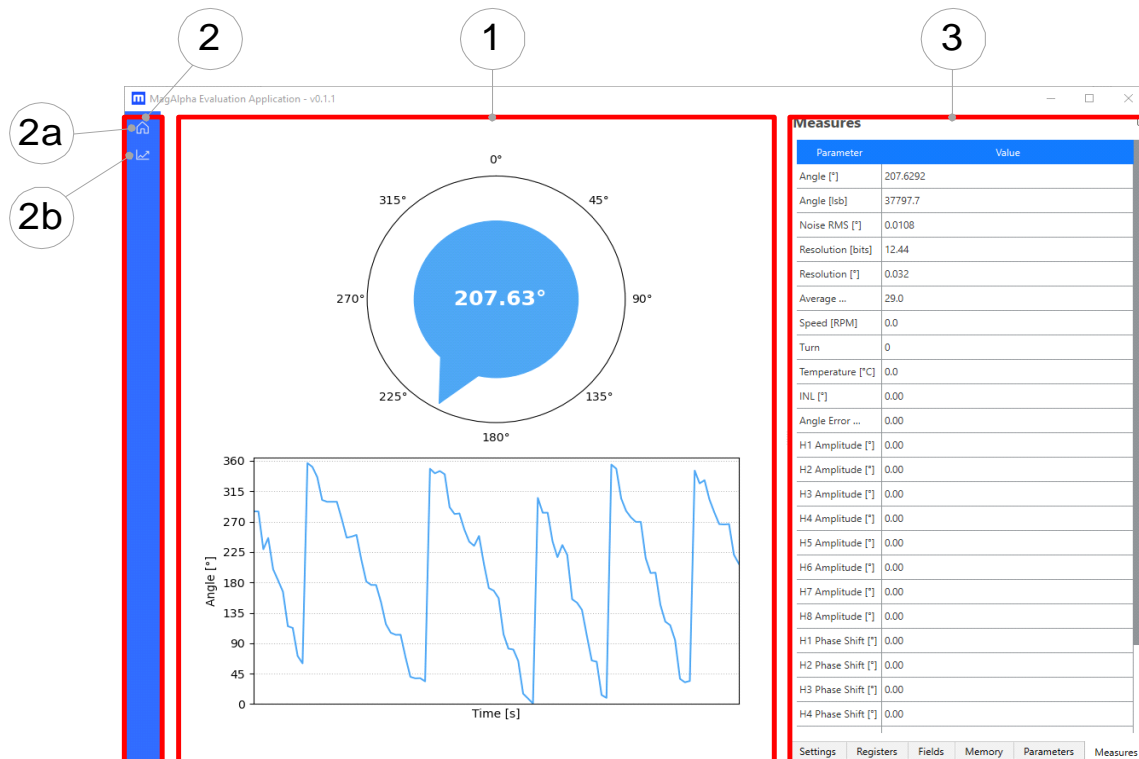 2
1
3
2a
2b
m MagAlpha Evaluation Application - v0.1.1
Measures
Parameter Value
Angle [°] 207.6292
Angle [lsb] 37797.7
Noise RMS [°] 0.0108
Resolution [bits] 12.44
Resolution [°] 0.032
Average ... 29.0
Speed [RPM] 0.0
Turn 0
Temperature [°C] 0.0
INL [°] 0.00
Angle Error ... 0.00
H1 Amplitude [°] 0.00
H2 Amplitude [°] 0.00
H3 Amplitude [°] 0.00
H4 Amplitude [°] 0.00
H5 Amplitude [°] 0.00
H6 Amplitude [°] 0.00
H7 Amplitude [°] 0.00
H8 Amplitude [°] 0.00
H1 Phase Shift [°] 0.00
H2 Phase Shift [°] 0.00
H3 Phase Shift [°] 0.00
H4 Phase Shift [°] 0.00
Settings Registers Fields Memory Parameters Measures
0°
315° 45°
270° 207.63° 90°
225° 135°
180°
360
315
270
225
180
135
90
45
0
Angle [°]
Time [s]